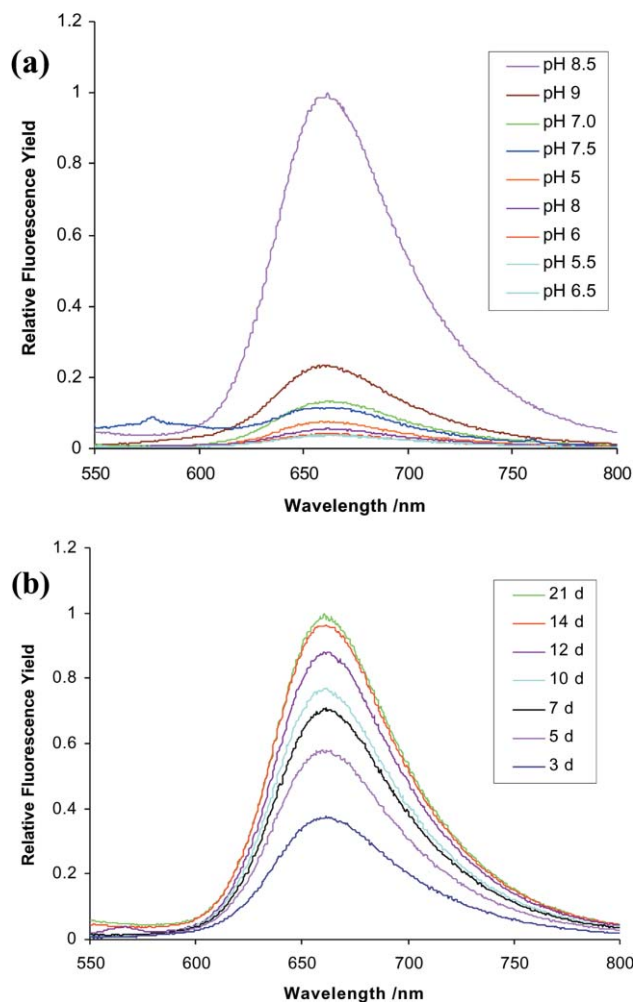 (a)
1.2
1
0.8
0.6
0.4
0.2
0
Relative Fluorescence Yield
pH 8.5
pH 9
pH 7.0
pH 7.5
pH 5
pH 8
pH 6
pH 5.5
pH 6.5
550 600 650 700 750 800
Wavelength /nm
(b)
1.2
1
0.8
0.6
0.4
0.2
0
Relative Fluorescence Yield
21 d
14 d
12 d
10 d
7 d
5 d
3 d
550 600 650 700 750 800
Wavelength /nm